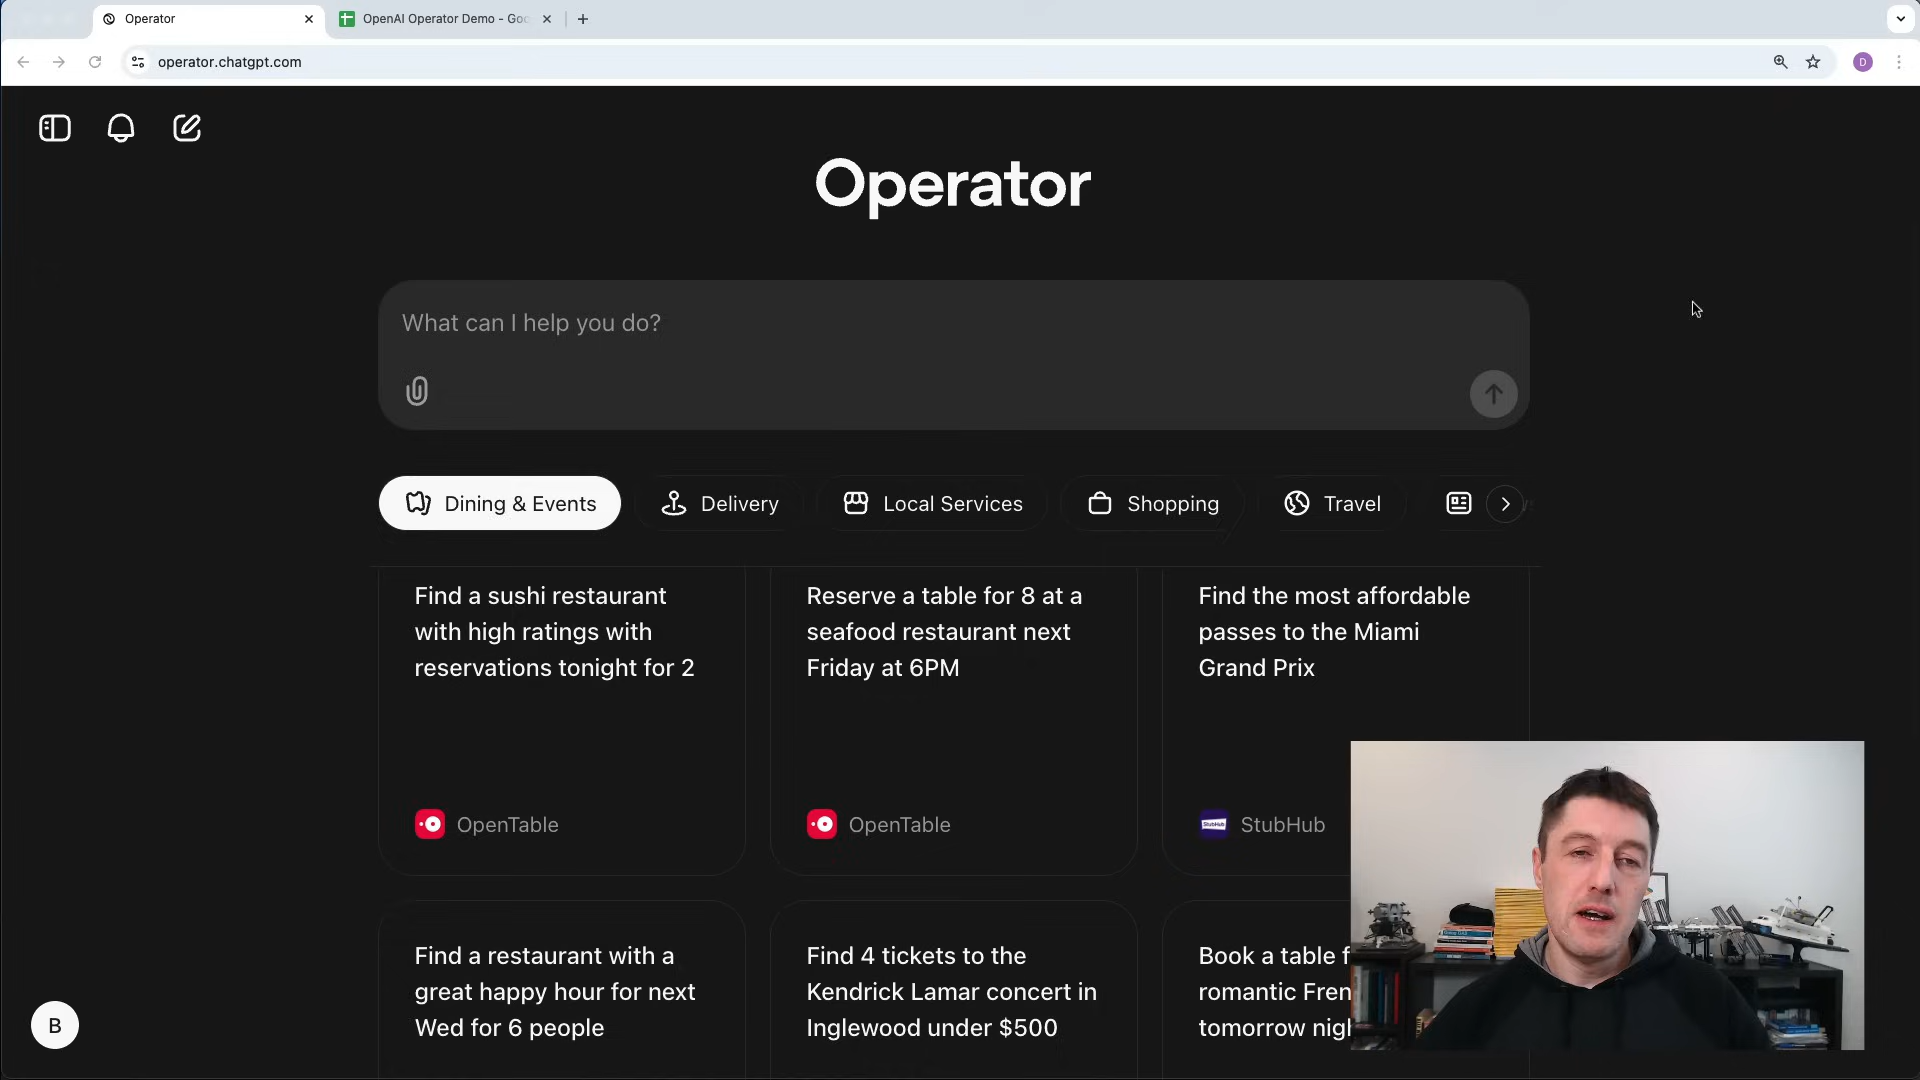 Operator
OpenAI Operator Demo - Goo
operator.chatgpt.com
D
Operator
What can I help you do?
Dining & Events
Delivery
Local Services
Shopping
Travel
Find a sushi restaurant
with high ratings with
reservations tonight for 2
OpenTable
Reserve a table for 8 at a
seafood restaurant next
Friday at 6PM
OpenTable
Find the most affordable
passes to the Miami
Grand Prix
StubHub
StubHub
Find a restaurant with a
great happy hour for next
Wed for 6 people
Find 4 tickets to the
Kendrick Lamar concert in
Inglewood under $500
Book a table f
romantic Fren
tomorrow nig
B